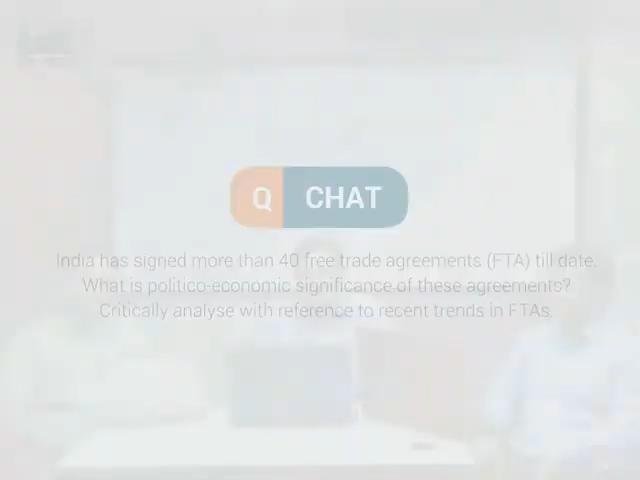 Q CHAT
India has signed more than 40 free trade agreements (FTA) till date.
What is politico-economic significance of these agreements?
Critically analyse with reference to recent trends in FTAs.